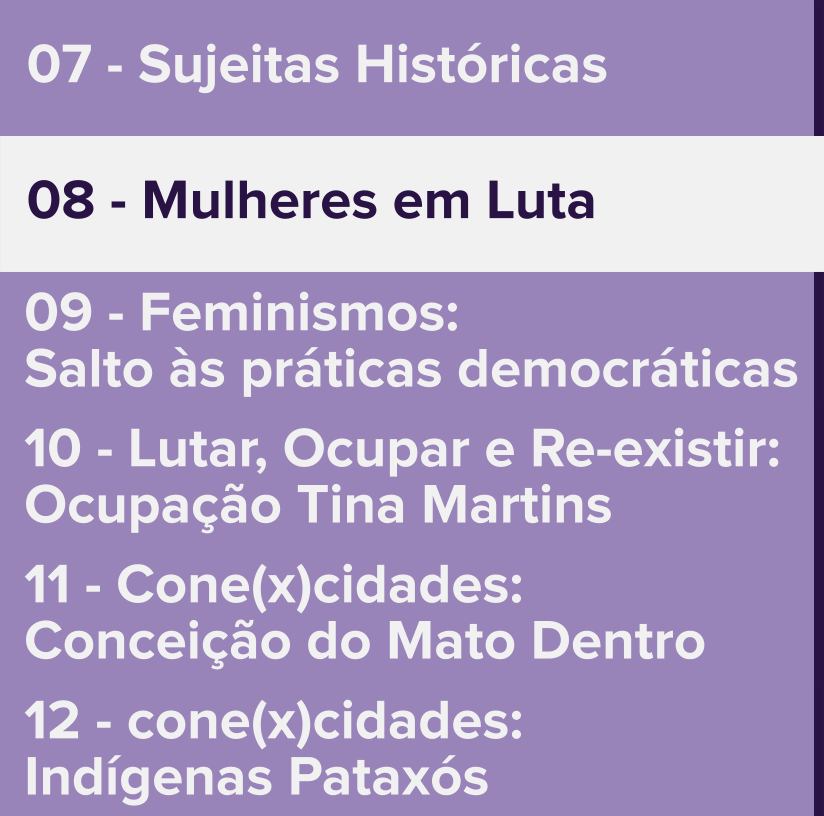 07 - Sujeitas Históricas
08 - Mulheres em Luta
09 - Feminismos:
Salto às práticas democráticas
10 - Lutar, Ocupar e Re-existir:
Ocupação Tina Martins
11 - Cone(x)cidades:
Conceição do Mato Dentro
12 - cone(x)cidades:
Indígenas Pataxós